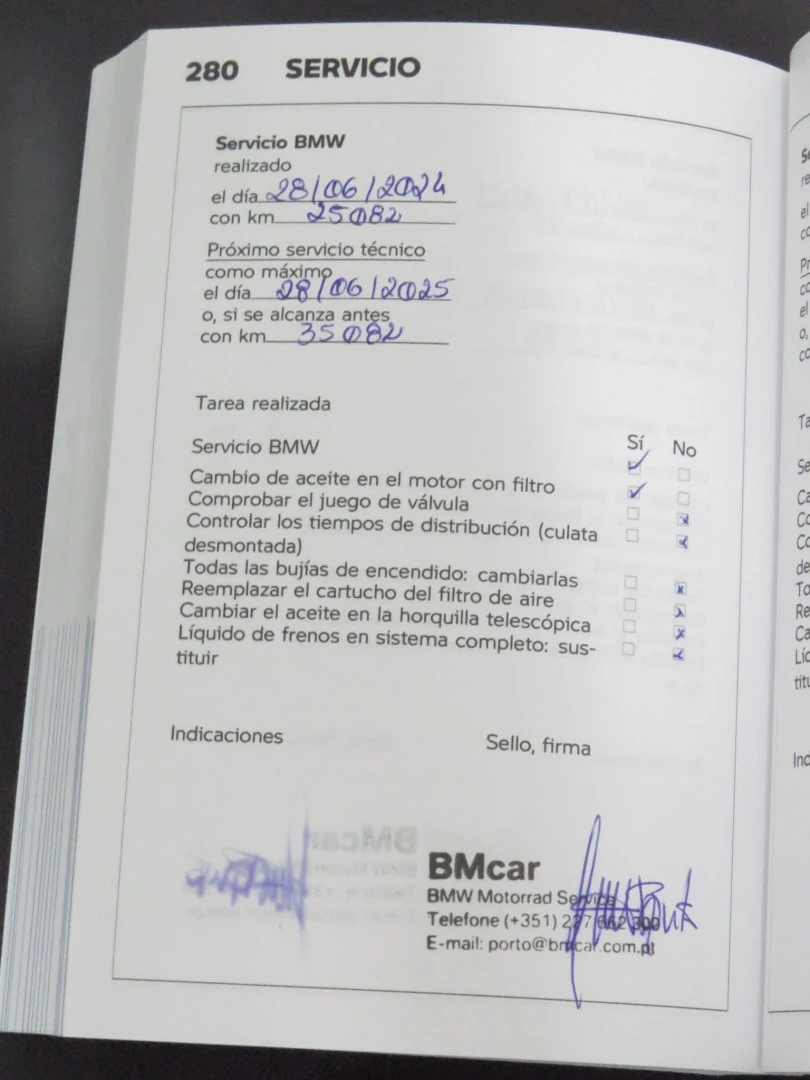 280 SERVICIO
Servicio BMW
realizado
el día 28/06/2024
con km 25082
Próximo servicio técnico
como máximo
el día 28/06/2025
o, si se alcanza antes
con km 35082
Tarea realizada
Sí No
Servicio BMW
Cambio de aceite en el motor con filtro
Comprobar el juego de válvula
Controlar los tiempos de distribución (culata
desmontada)
Todas las bujías de encendido: cambiarlas
Reemplazar el cartucho del filtro de aire
Cambiar el aceite en la horquilla telescópica
Líquido de frenos en sistema completo: sus-
tituir
Indicaciones
Sello, firma
BMcar
BMW Motorrad Service
Telefone (+351) 227 662 300
E-mail: porto@bmcar.com.pt